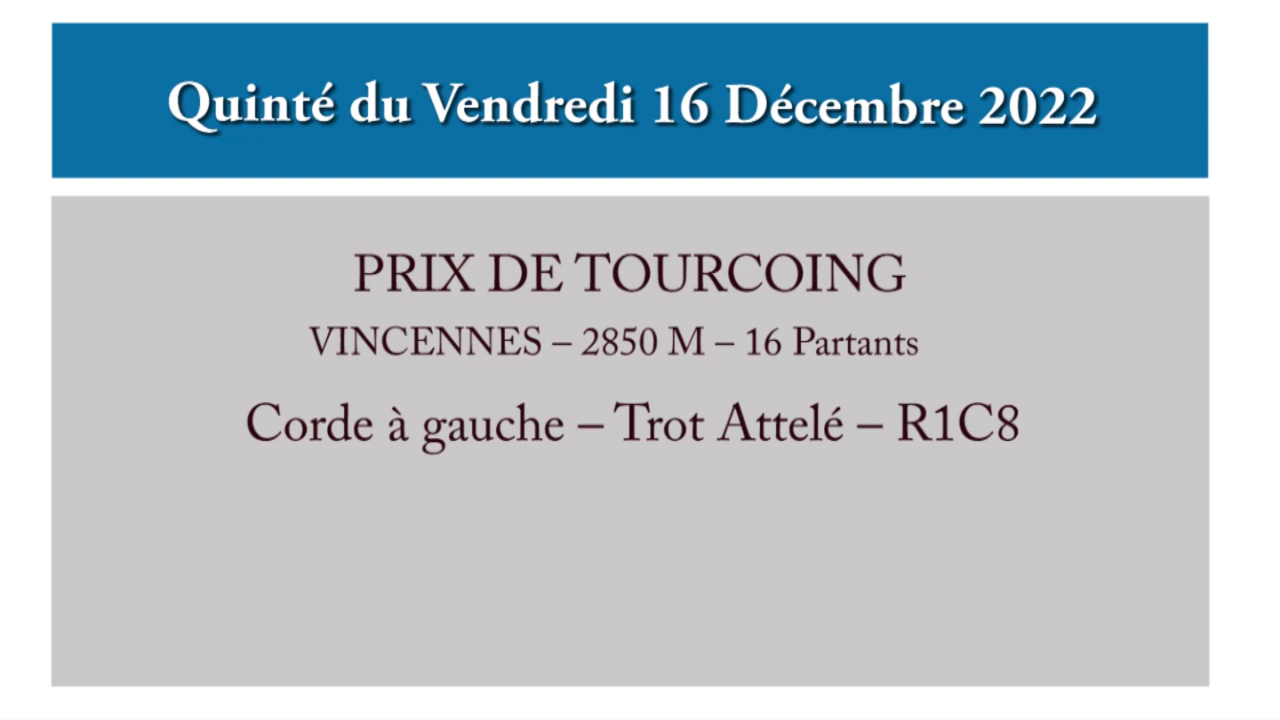 Quinté du Vendredi 16 Décembre 2022
PRIX DE TOURCOING
VINCENNES – 2850 M – 16 Partants
Corde à gauche – Trot Attelé – R1C8